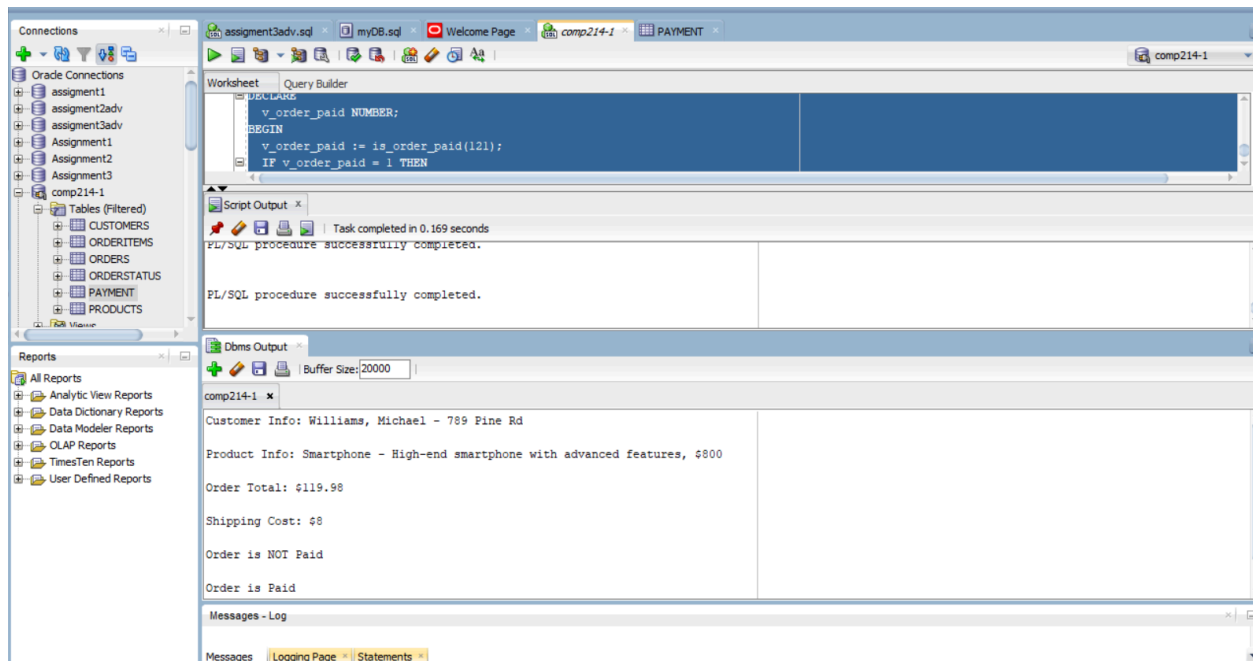 Connections
Oracle Connections
assigment1
assigment2adv
assigment3adv
Assignment1
Assignment2
Assignment3
comp214-1
Tables (Filtered)
CUSTOMERS
ORDERITEMS
ORDERS
ORDERSTATUS
PAYMENT
PRODUCTS
Views
Reports
All Reports
Analytic View Reports
Data Dictionary Reports
Data Modeler Reports
OLAP Reports
TimesTen Reports
User Defined Reports
assigment3adv.sql myDB.sql Welcome Page comp214-1 PAYMENT
comp214-1
Worksheet Query Builder
DECLARE
v_order_paid NUMBER;
BEGIN
v_order_paid := is_order_paid(121);
IF v_order_paid = 1 THEN
Script Output
Task completed in 0.169 seconds
PL/SQL procedure successfully completed.
PL/SQL procedure successfully completed.
Dbms Output
Buffer Size: 20000
comp214-1
Customer Info: Williams, Michael - 789 Pine Rd
Product Info: Smartphone - High-end smartphone with advanced features, $800
Order Total: $119.98
Shipping Cost: $8
Order is NOT Paid
Order is Paid
Messages - Log
Messages Logging Page Statements